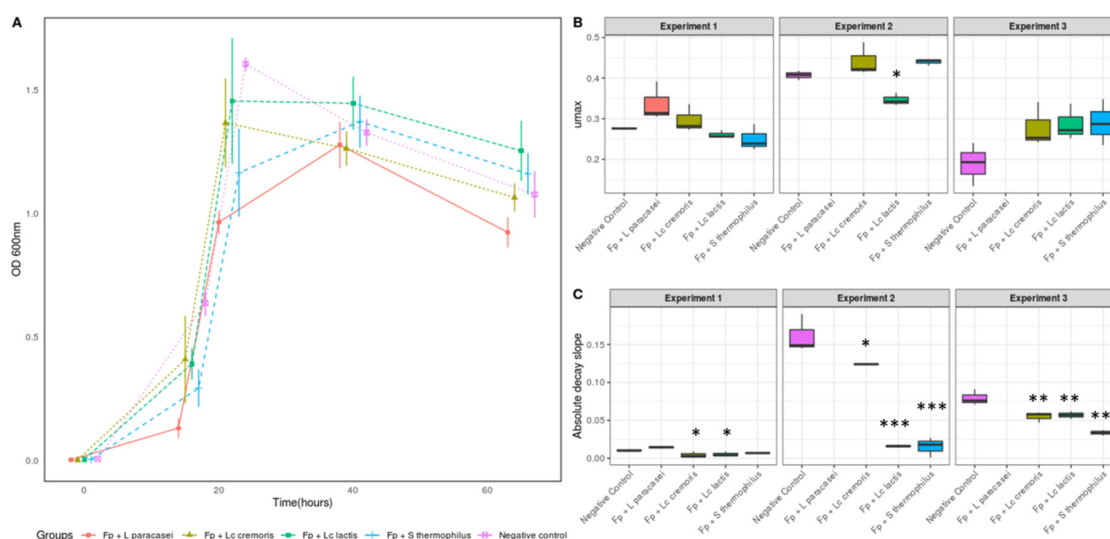 A
OD 600nm
1.5
1.0
0.5
0.0
0
20
40
60
Time(hours)
Groups
Fp + L paracasei
Fp + Lc cremoris
Fp + Lc lactis
Fp + S thermophilus
Negative control
B
Experiment 1
Experiment 2
Experiment 3
umax
0.5
0.4
0.3
0.2
*
Negative Control
Fp + L paracasei
Fp + Lc cremoris
Fp + Lc lactis
Fp + S thermophilus
Negative Control
Fp + L paracasei
Fp + Lc cremoris
Fp + Lc lactis
Fp + S thermophilus
Negative Control
Fp + L paracasei
Fp + Lc cremoris
Fp + Lc lactis
Fp + S thermophilus
C
Experiment 1
Experiment 2
Experiment 3
Absolute decay slope
0.15
0.10
0.05
0.00
*
*
*
***
***
**
**
**
Negative Control
Fp + L paracasei
Fp + Lc cremoris
Fp + Lc lactis
Fp + S thermophilus
Negative Control
Fp + L paracasei
Fp + Lc cremoris
Fp + Lc lactis
Fp + S thermophilus
Negative Control
Fp + L paracasei
Fp + Lc cremoris
Fp + Lc lactis
Fp + S thermophilus